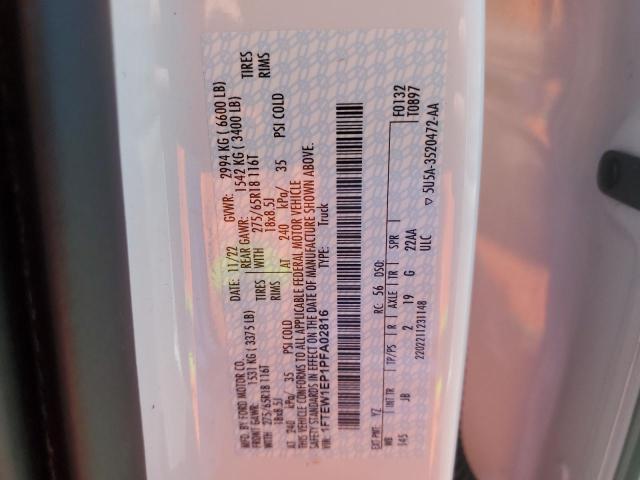 MFD. BY FORD MOTOR CO.
DATE: 11/22 GVWR: 2994 KG ( 6600 LB)
FRONT GAWR: 1531 KG ( 3375 LB) REAR GAWR: 1542 KG ( 3400 LB)
WITH 275/65R18 116T TIRES WITH 275/65R18 116T TIRES
18x8.5J RIMS 18x8.5J RIMS
AT 240 kPa/ 35 PSI COLD AT 240 kPa/ 35 PSI COLD
THIS VEHICLE CONFORMS TO ALL APPLICABLE FEDERAL MOTOR VEHICLE
SAFETY STANDARDS IN EFFECT ON THE DATE OF MANUFACTURE SHOWN ABOVE.
VIN: 1FTEW1EP1PFA02816 TYPE: Truck
F0132
T0897
EXT PNT: YZ RC: 56 DSO:
WB INT TR TP/PS R AXLE TR SPR
145 JB 2 19 G 22AA
ULC
2202211231148
▽ 5U5A-3520472-AA